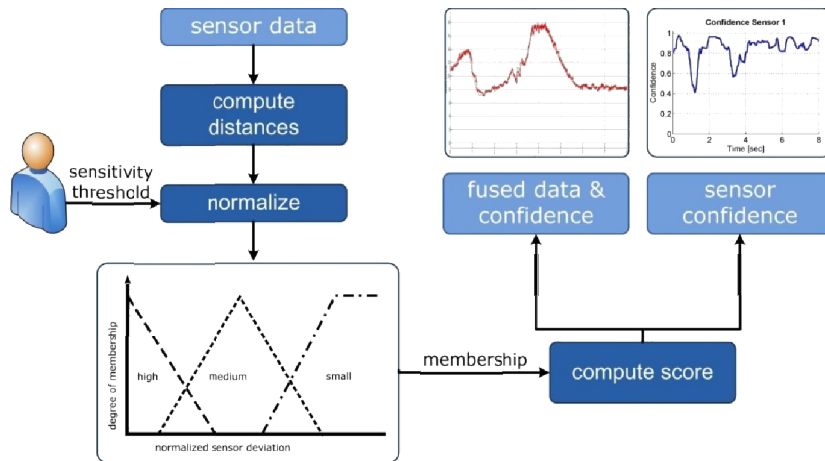 sensor data
compute
distances
sensitivity
threshold
normalize
degree of membership
high
medium
small
normalized sensor deviation
membership
compute score
fused data &
confidence
sensor
confidence
Confidence Sensor 1
Confidence
1
0.8
0.6
0.4
0.2
0
0
2
4
6
8
Time [sec]